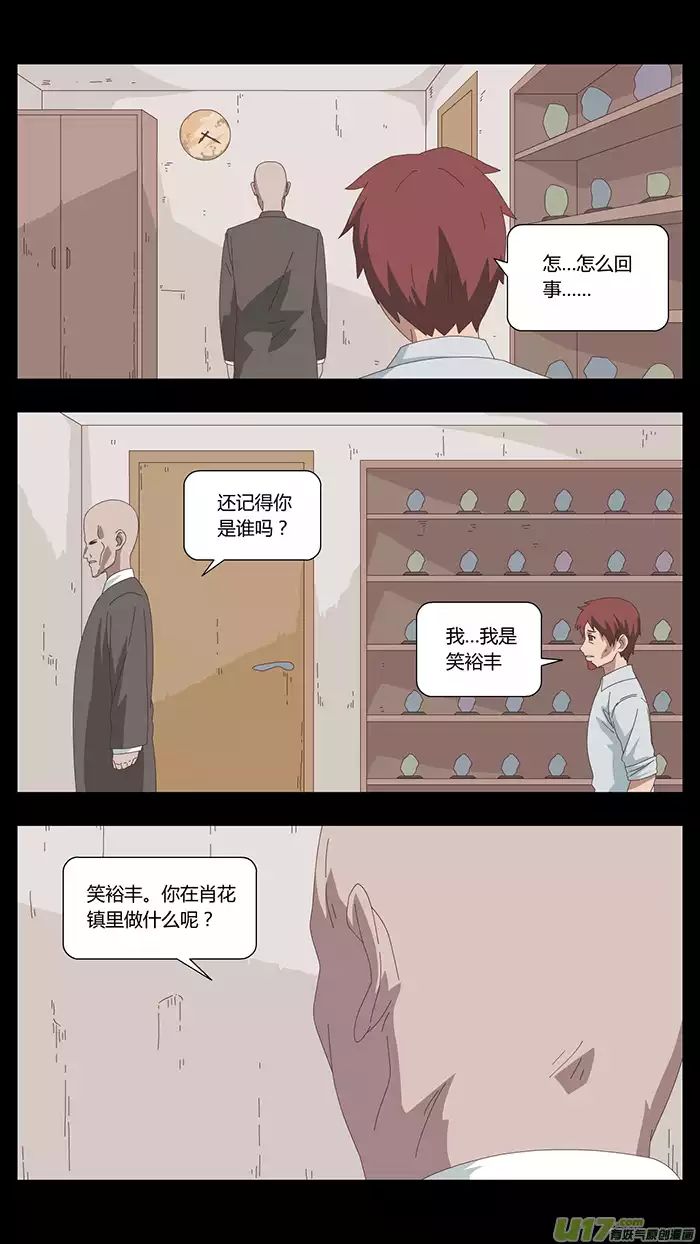 怎…怎么回
事……
还记得你
是谁吗？
我…我是
笑裕丰
笑裕丰。你在肖花
镇里做什么呢？
U17.com
有妖气原创漫画